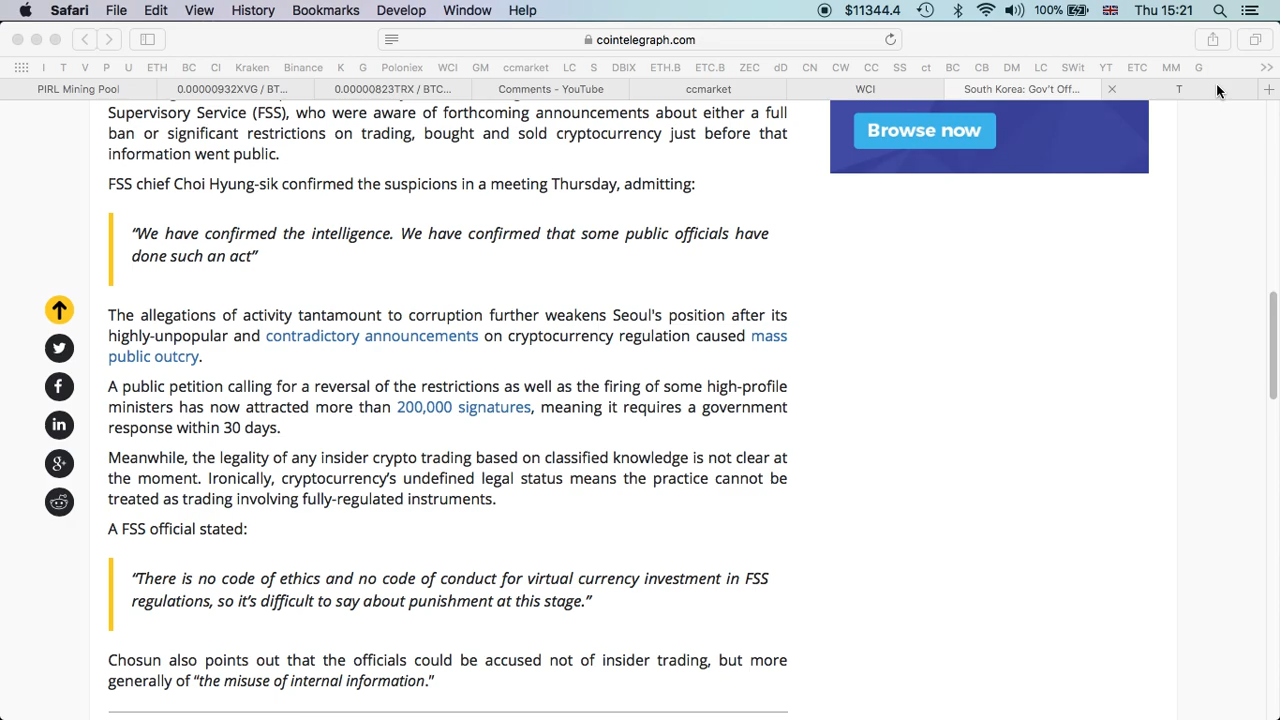 Safari File Edit View History Bookmarks Develop Window Help $11344.4 100% Thu 15:21
cointelegraph.com
I T V P U ETH BC CI Kraken Binance K G Poloniex WCI GM ccmarket LC S DBIX ETH.B ETC.B ZEC dD CN CW CC SS ct BC CB DM LC SWit YT ETC MM G >>
PIRL Mining Pool 0.00000932XVG / BT... 0.00000823TRX / BTC... Comments - YouTube ccmarket WCI South Korea: Gov't Off... T
Supervisory Service (FSS), who were aware of forthcoming announcements about either a full
ban or significant restrictions on trading, bought and sold cryptocurrency just before that
information went public.
Browse now
FSS chief Choi Hyung-sik confirmed the suspicions in a meeting Thursday, admitting:
“We have confirmed the intelligence. We have confirmed that some public officials have
done such an act”
The allegations of activity tantamount to corruption further weakens Seoul's position after its
highly-unpopular and contradictory announcements on cryptocurrency regulation caused mass
public outcry.
A public petition calling for a reversal of the restrictions as well as the firing of some high-profile
ministers has now attracted more than 200,000 signatures, meaning it requires a government
response within 30 days.
Meanwhile, the legality of any insider crypto trading based on classified knowledge is not clear at
the moment. Ironically, cryptocurrency’s undefined legal status means the practice cannot be
treated as trading involving fully-regulated instruments.
A FSS official stated:
“There is no code of ethics and no code of conduct for virtual currency investment in FSS
regulations, so it’s difficult to say about punishment at this stage.”
Chosun also points out that the officials could be accused not of insider trading, but more
generally of “the misuse of internal information.”